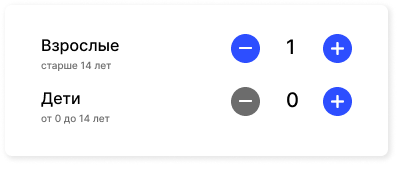 Взрослые
1
старше 14 лет
Дети
0
от 0 до 14 лет